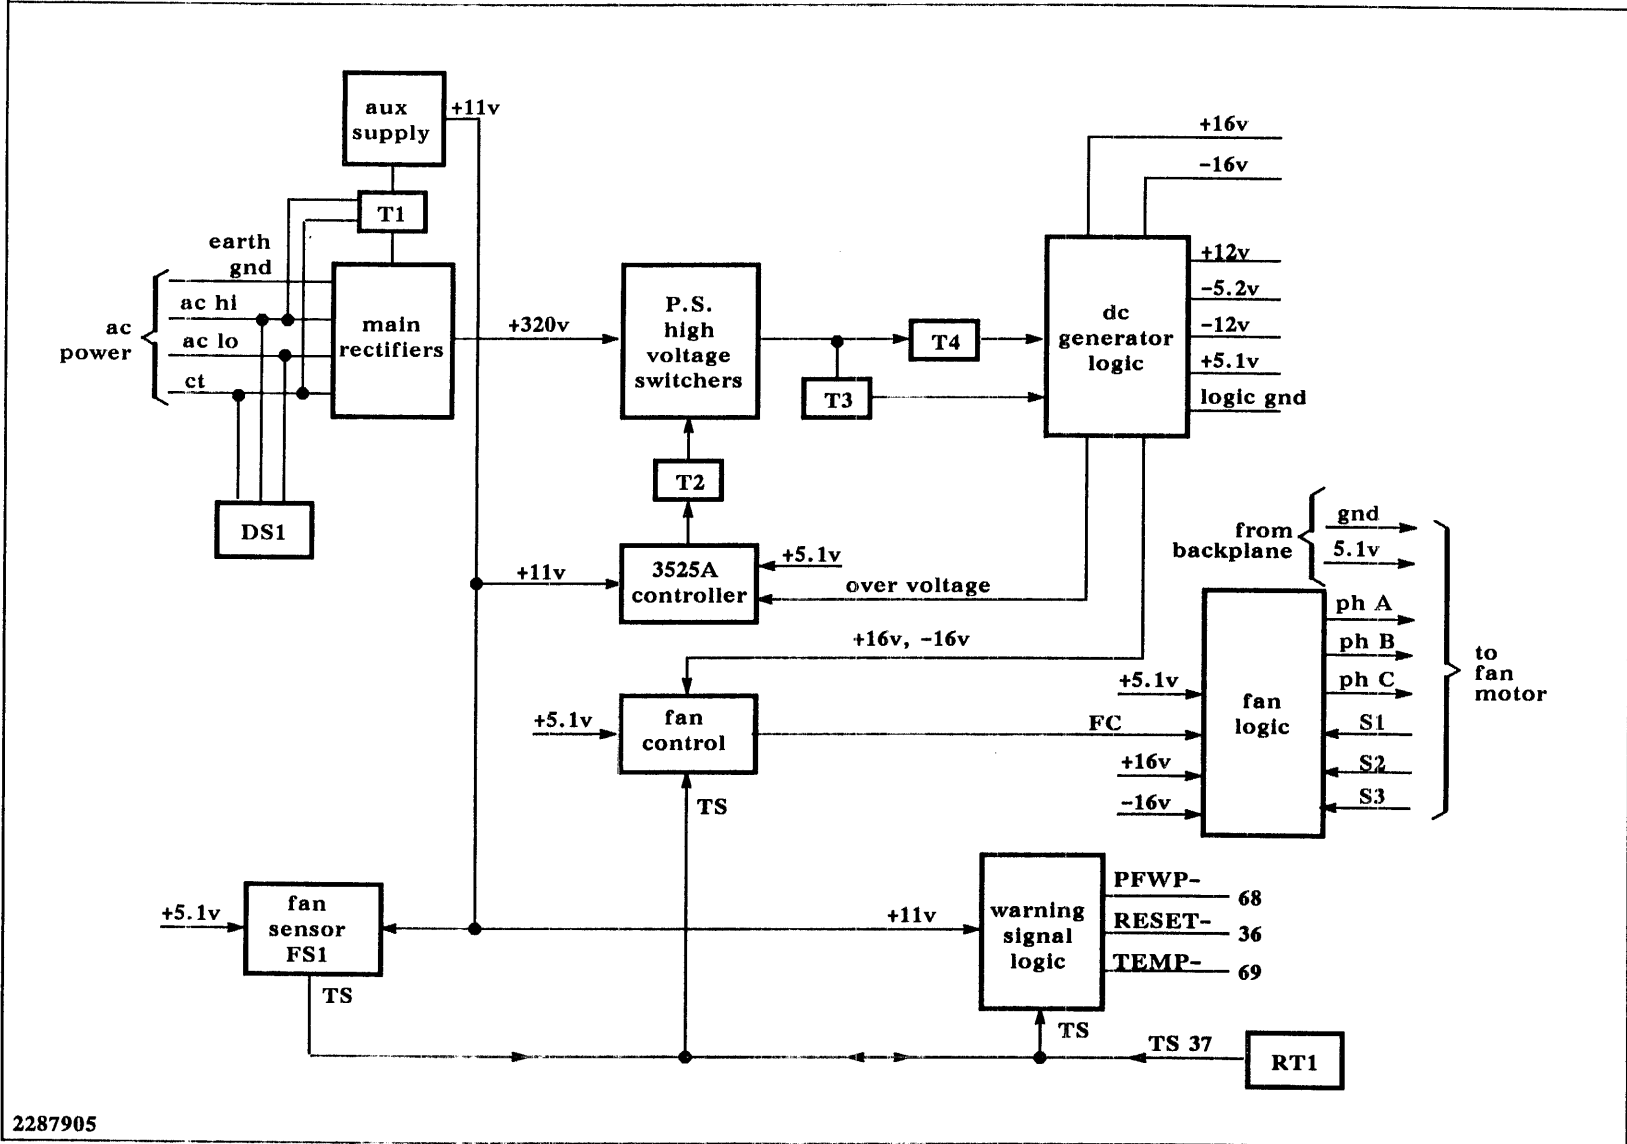 aux
supply
+11v
T1
earth
gnd
ac hi
ac lo
ct
ac
power
main
rectifiers
DS1
+320v
P.S.
high
voltage
switchers
T2
T3
T4
+16v
-16v
dc
generator
logic
+12v
-5.2v
-12v
+5.1v
logic gnd
+11v
3525A
controller
+5.1v
over voltage
+16v, -16v
from
backplane
gnd
5.1v
ph A
ph B
ph C
S1
S2
S3
to
fan
motor
+5.1v
fan
control
FC
TS
+5.1v
+16v
-16v
fan
logic
+5.1v
fan
sensor
FS1
TS
+11v
warning
signal
logic
PFWP-
68
RESET-
36
TEMP-
69
TS
TS 37
RT1
2287905